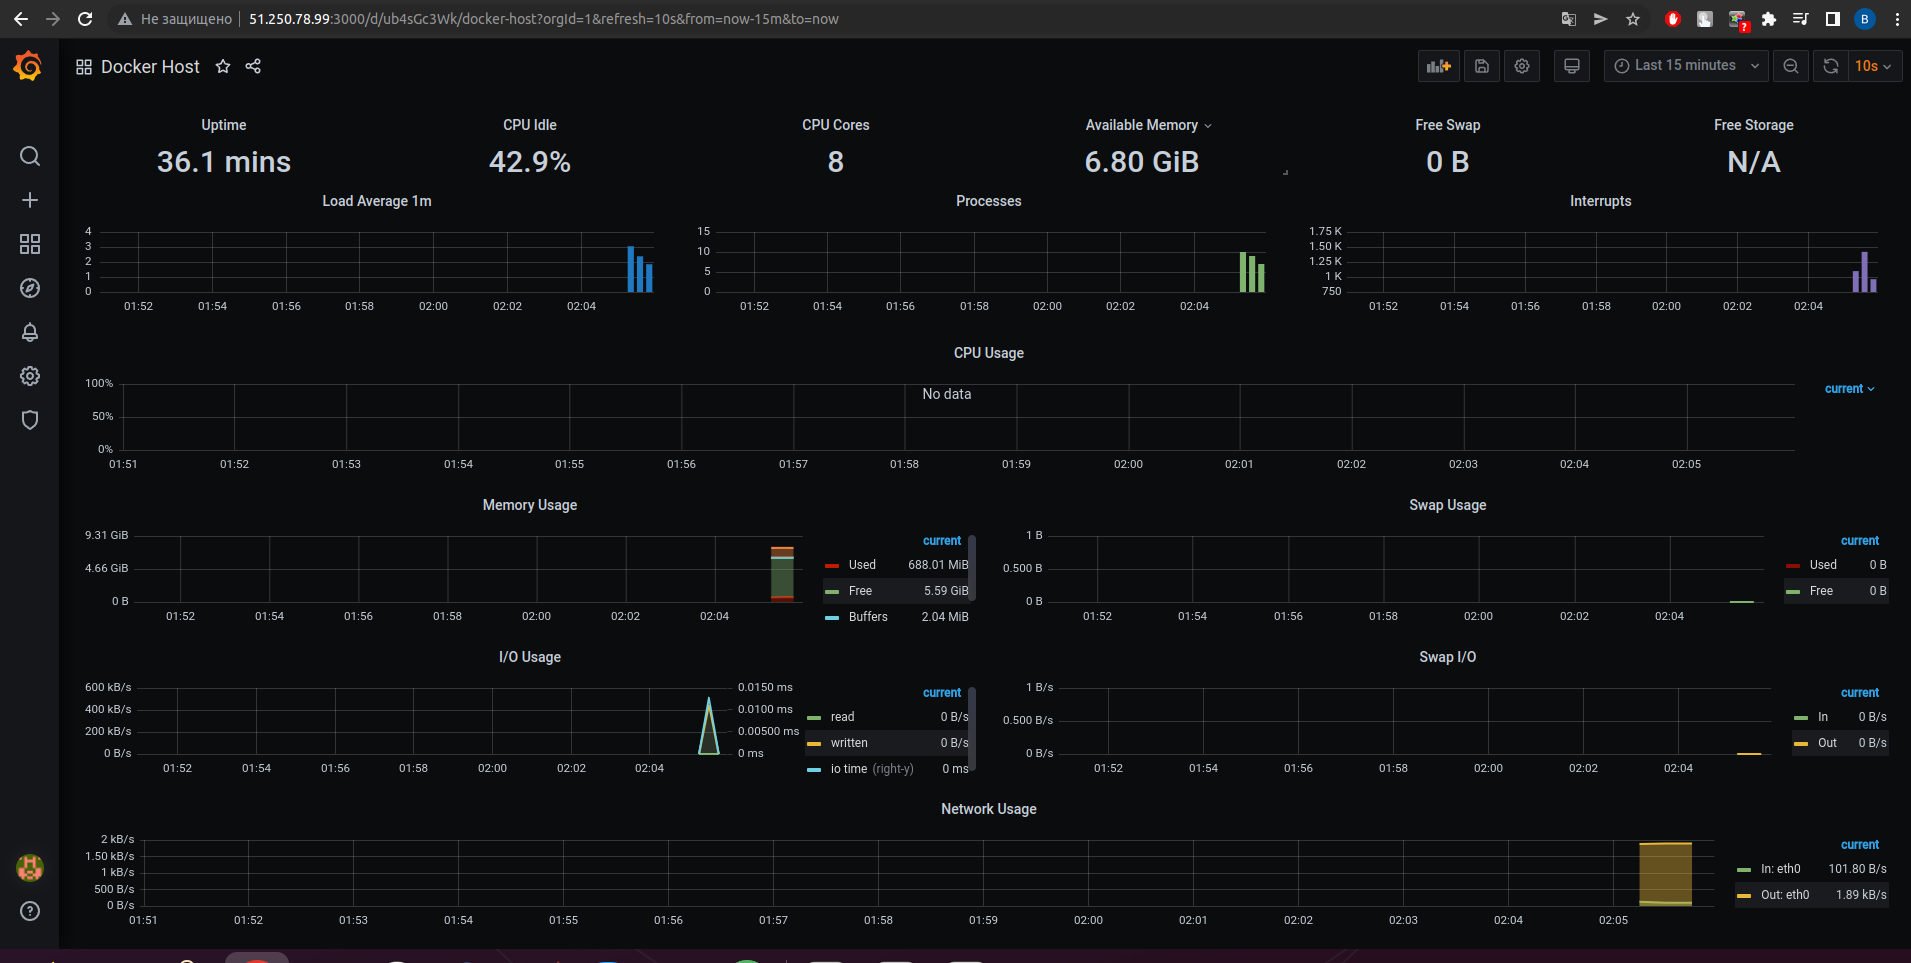 Не защищено 51.250.78.99:3000/d/ub4sGc3Wk/docker-host?orgId=1&refresh=10s&from=now-15m&to=now
? B
Docker Host
Last 15 minutes 10s
Uptime CPU Idle CPU Cores Available Memory Free Swap Free Storage
36.1 mins 42.9% 8 6.80 GiB 0 B N/A
Load Average 1m
4
3
2
1
0
01:52 01:54 01:56 01:58 02:00 02:02 02:04
Processes
15
10
5
0
01:52 01:54 01:56 01:58 02:00 02:02 02:04
Interrupts
1.75 K
1.50 K
1.25 K
1 K
750
01:52 01:54 01:56 01:58 02:00 02:02 02:04
CPU Usage
100%
50%
0%
No data
current
01:51 01:52 01:53 01:54 01:55 01:56 01:57 01:58 01:59 02:00 02:01 02:02 02:03 02:04 02:05
Memory Usage
9.31 GiB
4.66 GiB
0 B
01:52 01:54 01:56 01:58 02:00 02:02 02:04
current
Used 688.01 MiB
Free 5.59 GiB
Buffers 2.04 MiB
Swap Usage
1 B
0.500 B
0 B
01:52 01:54 01:56 01:58 02:00 02:02 02:04
current
Used 0 B
Free 0 B
I/O Usage
600 kB/s
400 kB/s
200 kB/s
0 B/s
0.0150 ms
0.0100 ms
0.00500 ms
0 ms
01:52 01:54 01:56 01:58 02:00 02:02 02:04
current
read 0 B/s
written 0 B/s
io time (right-y) 0 ms
Swap I/O
1 B/s
0.500 B/s
0 B/s
01:52 01:54 01:56 01:58 02:00 02:02 02:04
current
In 0 B/s
Out 0 B/s
Network Usage
2 kB/s
1.50 kB/s
1 kB/s
500 B/s
0 B/s
01:51 01:52 01:53 01:54 01:55 01:56 01:57 01:58 01:59 02:00 02:01 02:02 02:03 02:04 02:05
current
In: eth0 101.80 B/s
Out: eth0 1.89 kB/s